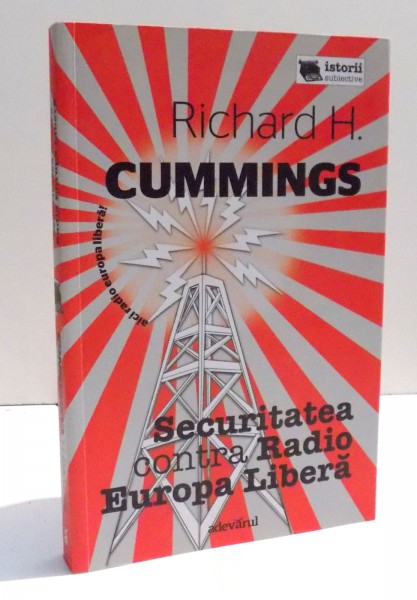 istorii
subiective
Richard H.
CUMMINGS
aici radio europa liberă!
Securitatea
contra Radio
Europa Liberă
adevărul